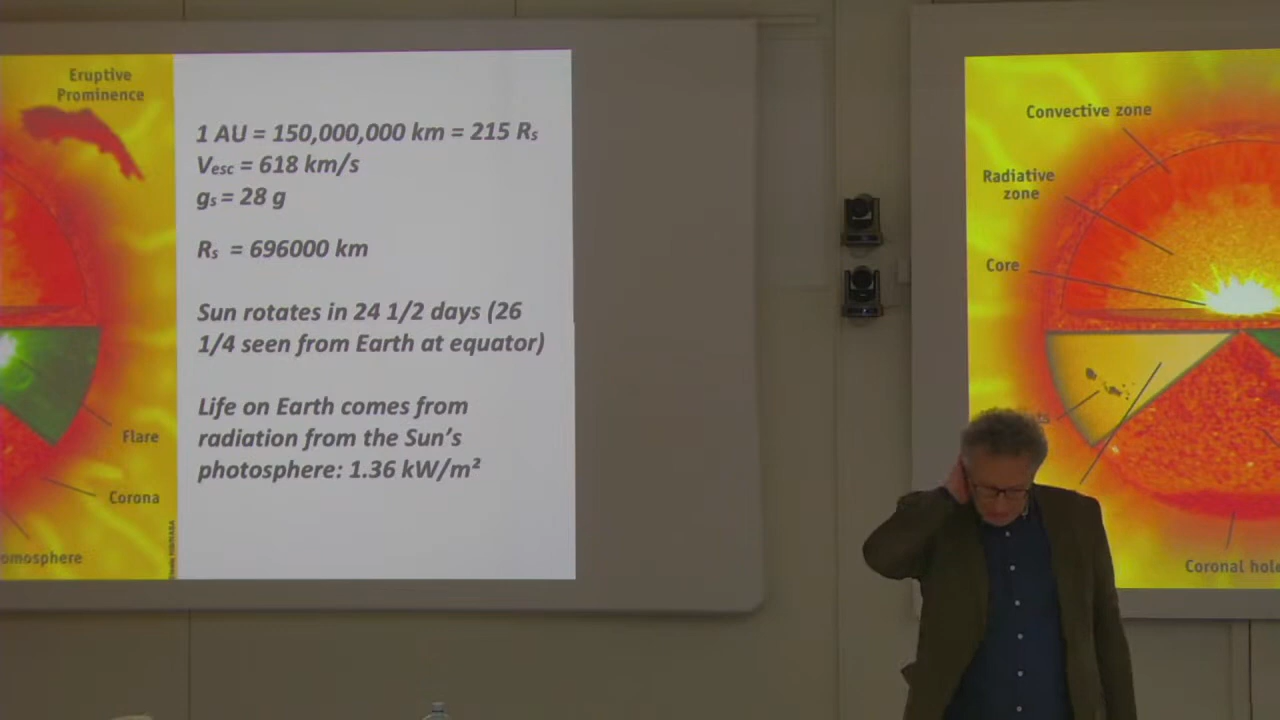 Eruptive
Prominence
Flare
Corona
omosphere
1 AU = 150,000,000 km = 215 Rs
Vesc = 618 km/s
gs = 28 g
Rs = 696000 km
Sun rotates in 24 1/2 days (26
1/4 seen from Earth at equator)
Life on Earth comes from
radiation from the Sun's
photosphere: 1.36 kW/m²
Convective zone
Radiative
zone
Core
ts
Coronal hole